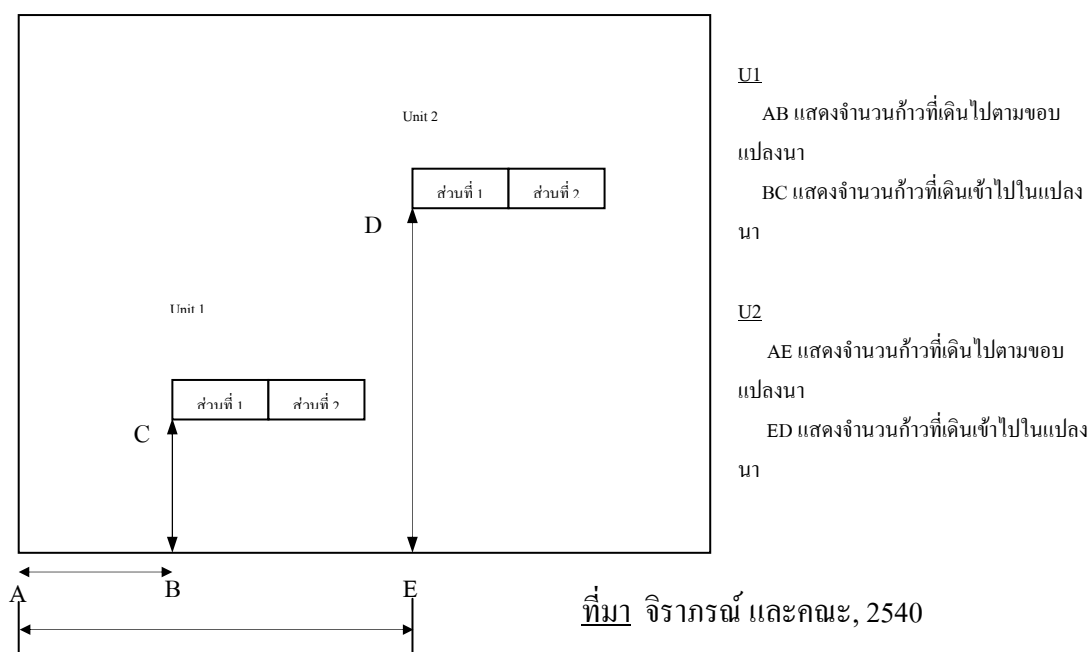 Unit 2
ส่วนที่ 1 ส่วนที่ 2
D
Unit 1
ส่วนที่ 1 ส่วนที่ 2
C
A B E
U1
AB แสดงจำนวนก้าวที่เดินไปตามขอบ
แปลงนา
BC แสดงจำนวนก้าวที่เดินเข้าไปในแปลง
นา
U2
AE แสดงจำนวนก้าวที่เดินไปตามขอบ
แปลงนา
ED แสดงจำนวนก้าวที่เดินเข้าไปในแปลง
นา
ที่มา จิราภรณ์ และคณะ, 2540